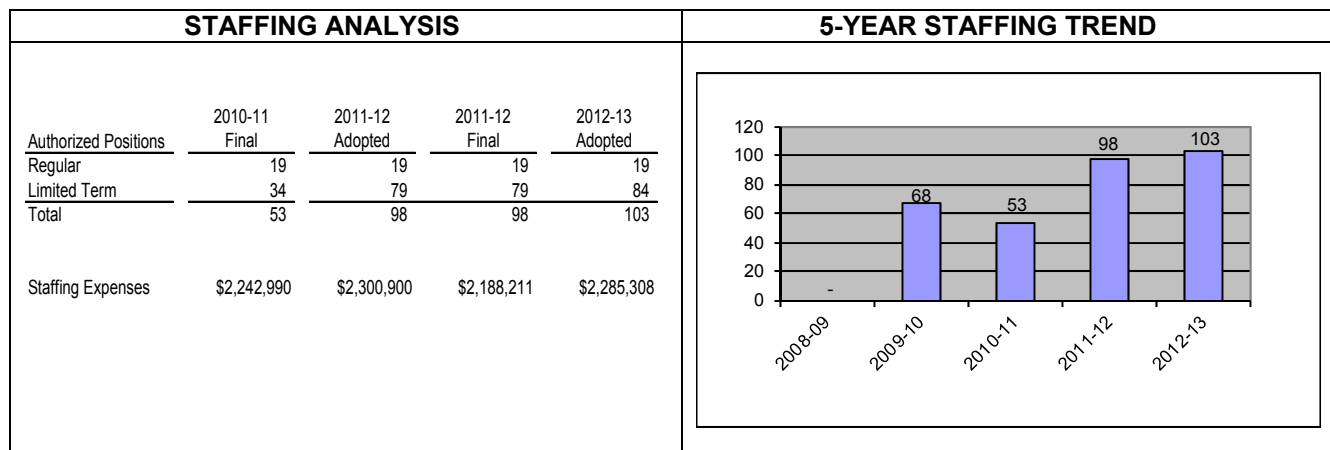 STAFFING ANALYSIS
2010-11 2011-12 2011-12 2012-13
Authorized Positions Final Adopted Final Adopted
Regular 19 19 19 19
Limited Term 34 79 79 84
Total 53 98 98 103
Staffing Expenses $2,242,990 $2,300,900 $2,188,211 $2,285,308
5-YEAR STAFFING TREND
120
100
80
60
40
20
0
-
68
53
98
103
2008-09
2009-10
2010-11
2011-12
2012-13